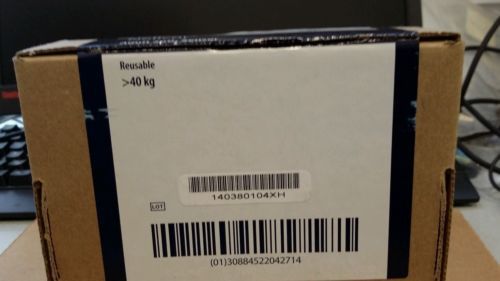 Reusable
>40 kg
140380104XH
LOT
(01)30884522042714